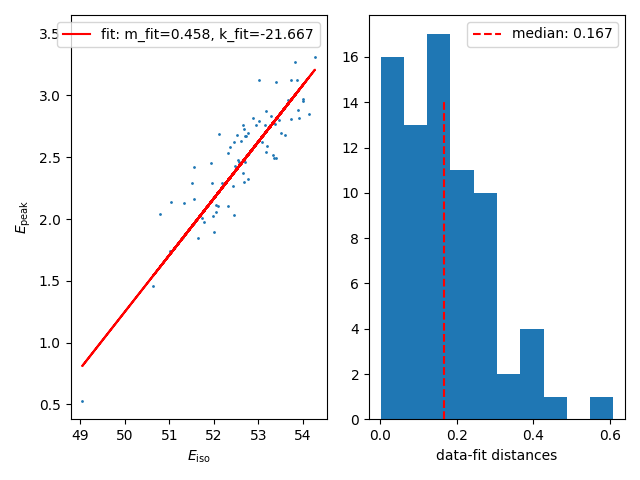 fit: m_fit=0.458, k_fit=-21.667
3.5
3.0
2.5
2.0
1.5
1.0
0.5
E_peak
49 50 51 52 53 54
E_iso
median: 0.167
16
14
12
10
8
6
4
2
0
0.0 0.2 0.4 0.6
data-fit distances